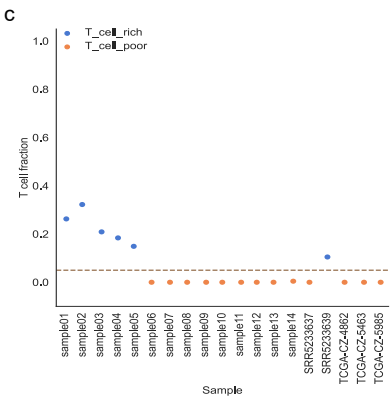 C
T_cell_rich
T_cell_poor
1.0
0.8
0.6
0.4
0.2
0.0
T cell fraction
sample01
sample02
sample03
sample04
sample05
sample06
sample07
sample08
sample09
sample10
sample11
sample12
sample13
sample14
SRR5233637
SRR5233639
TCGA-CZ-4862
TCGA-CZ-5463
TCGA-CZ-5985
Sample